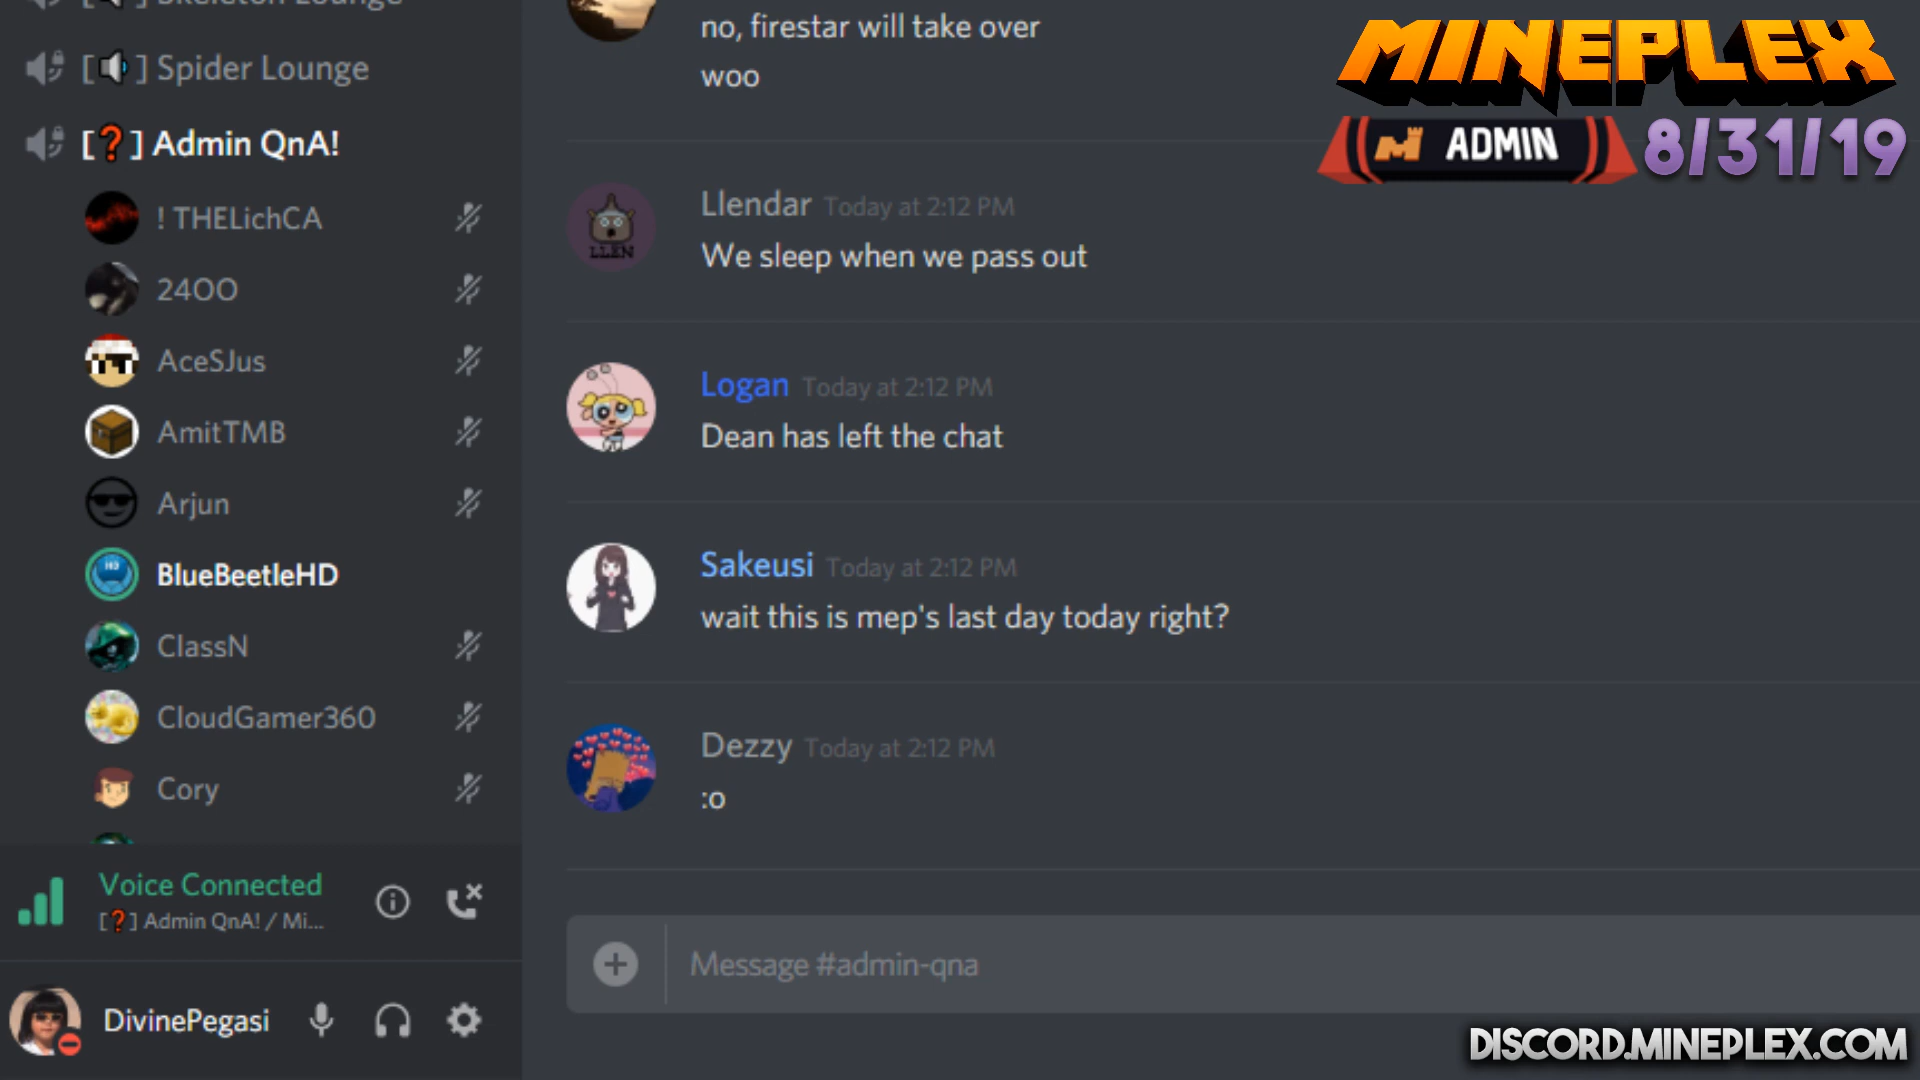 Skeleton Lounge
[🔊] Spider Lounge
[❓] Admin QnA!
! THELichCA
24OO
AceSJus
AmitTMB
Arjun
BlueBeetleHD
ClassN
CloudGamer360
Cory
Voice Connected
[❓] Admin QnA! / Mi...
DivinePegasi
no, firestar will take over
woo
Llendar Today at 2:12 PM
We sleep when we pass out
LLEN
Logan Today at 2:12 PM
Dean has left the chat
Sakeusi Today at 2:12 PM
wait this is mep's last day today right?
Dezzy Today at 2:12 PM
:o
Message #admin-qna
MINEPLEX
ADMIN 8/31/19
DISCORD.MINEPLEX.COM